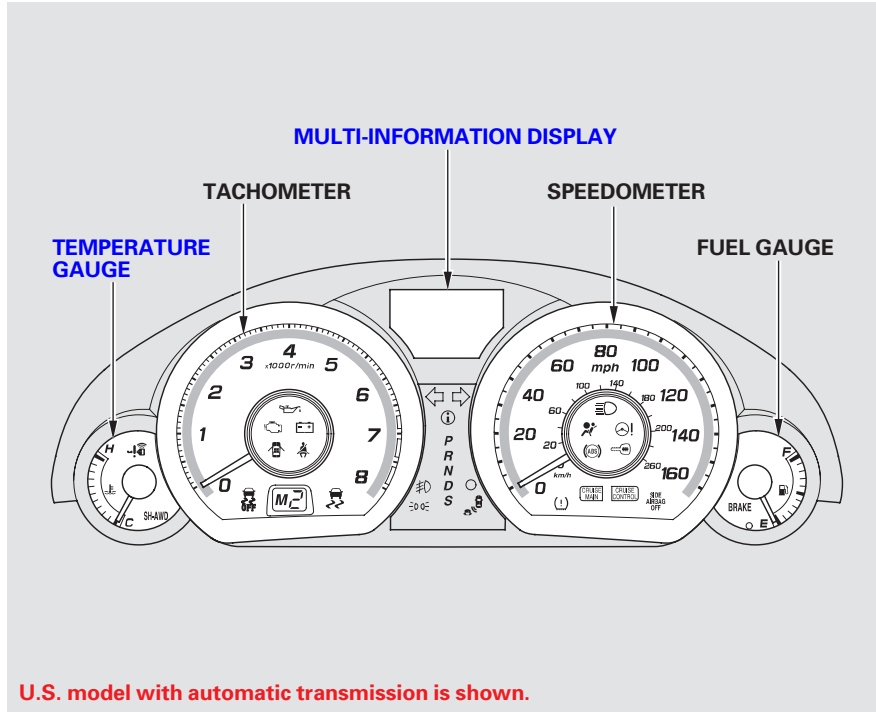 MULTI-INFORMATION DISPLAY
TACHOMETER
SPEEDOMETER
TEMPERATURE
GAUGE
FUEL GAUGE
0
1
2
3
4
5
6
7
8
x1000r/min
M2
OFF
H
C
SH-AWD
P
R
N
D
S
0
20
40
60
80
100
120
140
160
mph
20
60
100
140
180
200
260
km/h
(ABS)
CRUISE
MAIN
CRUISE
CONTROL
SIDE
AIRBAG
OFF
F
E
BRAKE
U.S. model with automatic transmission is shown.